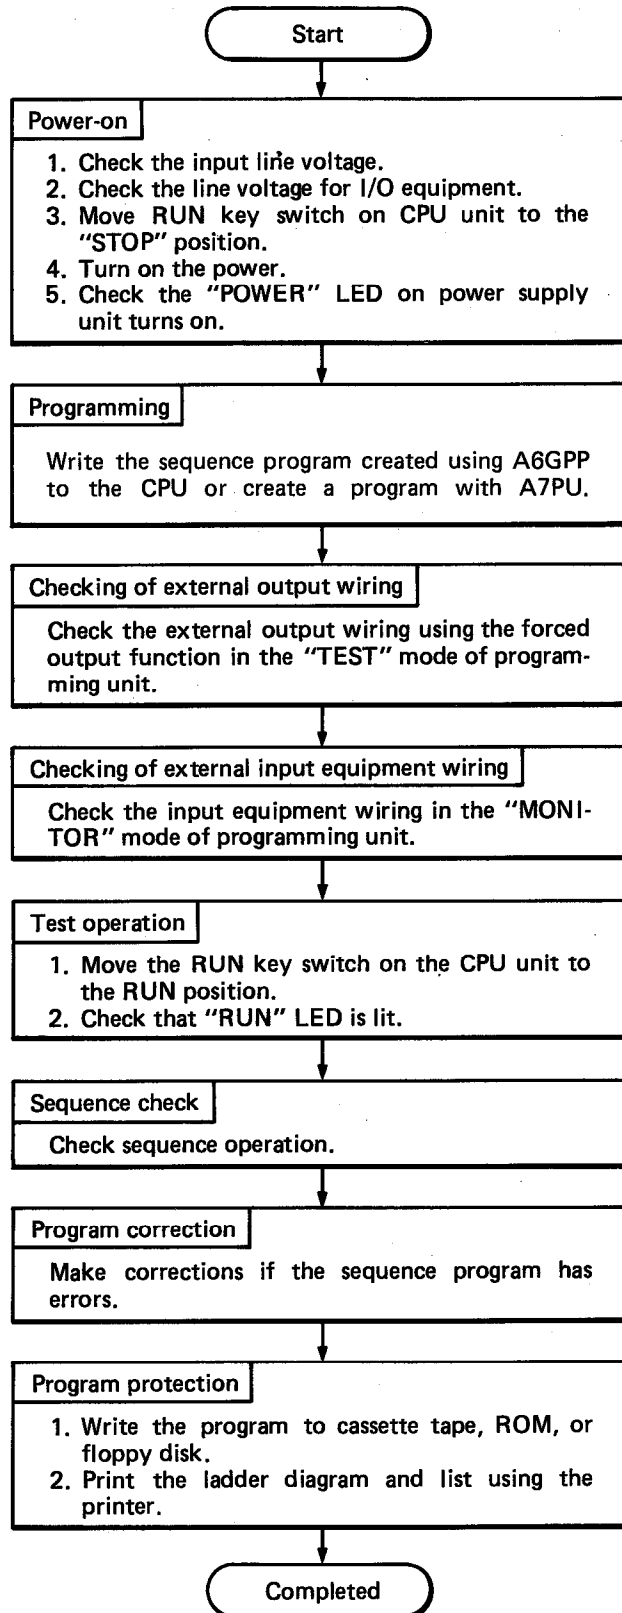 Start
Power-on
1. Check the input line voltage.
2. Check the line voltage for I/O equipment.
3. Move RUN key switch on CPU unit to the
"STOP" position.
4. Turn on the power.
5. Check the "POWER" LED on power supply
unit turns on.
Programming
Write the sequence program created using A6GPP
to the CPU or create a program with A7PU.
Checking of external output wiring
Check the external output wiring using the forced
output function in the "TEST" mode of program-
ming unit.
Checking of external input equipment wiring
Check the input equipment wiring in the "MONI-
TOR" mode of programming unit.
Test operation
1. Move the RUN key switch on the CPU unit to
the RUN position.
2. Check that "RUN" LED is lit.
Sequence check
Check sequence operation.
Program correction
Make corrections if the sequence program has
errors.
Program protection
1. Write the program to cassette tape, ROM, or
floppy disk.
2. Print the ladder diagram and list using the
printer.
Completed